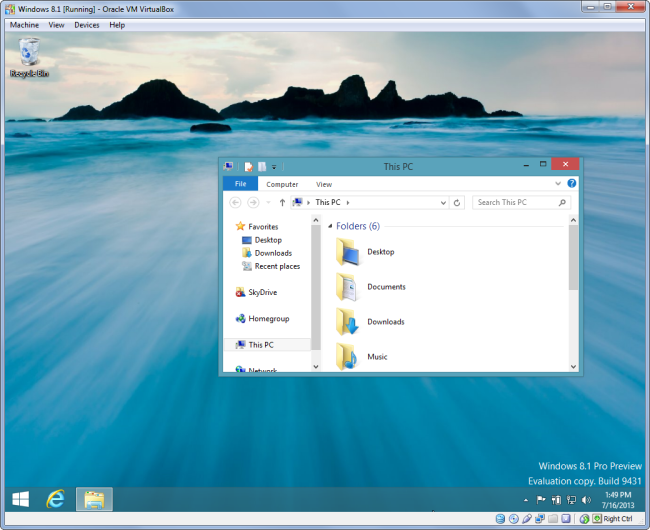 Windows 8.1 [Running] - Oracle VM VirtualBox
Machine View Devices Help
Recycle Bin
This PC
File Computer View
This PC
Search This PC
Favorites
Desktop
Downloads
Recent places
SkyDrive
Homegroup
This PC
Network
Folders (6)
Desktop
Documents
Downloads
Music
Windows 8.1 Pro Preview
Evaluation copy. Build 9431
1:49 PM
7/16/2013
Right Ctrl